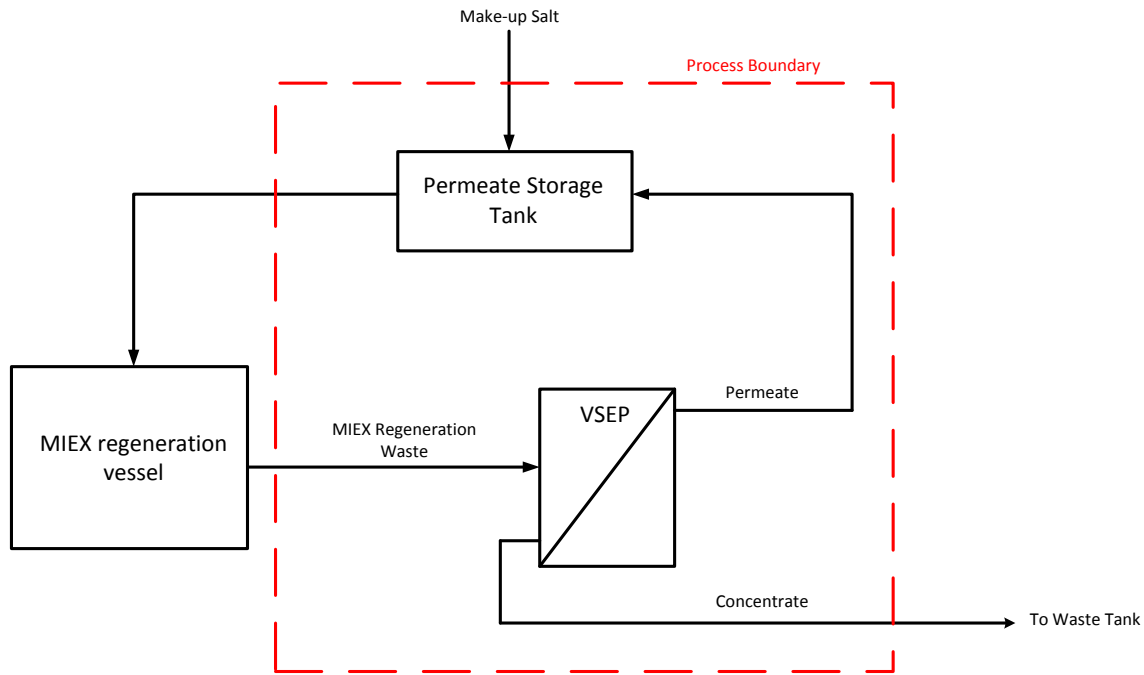 Make-up Salt
Process Boundary
Permeate Storage
Tank
VSEP
Permeate
MIEX Regeneration
Waste
MIEX regeneration
vessel
Concentrate
To Waste Tank